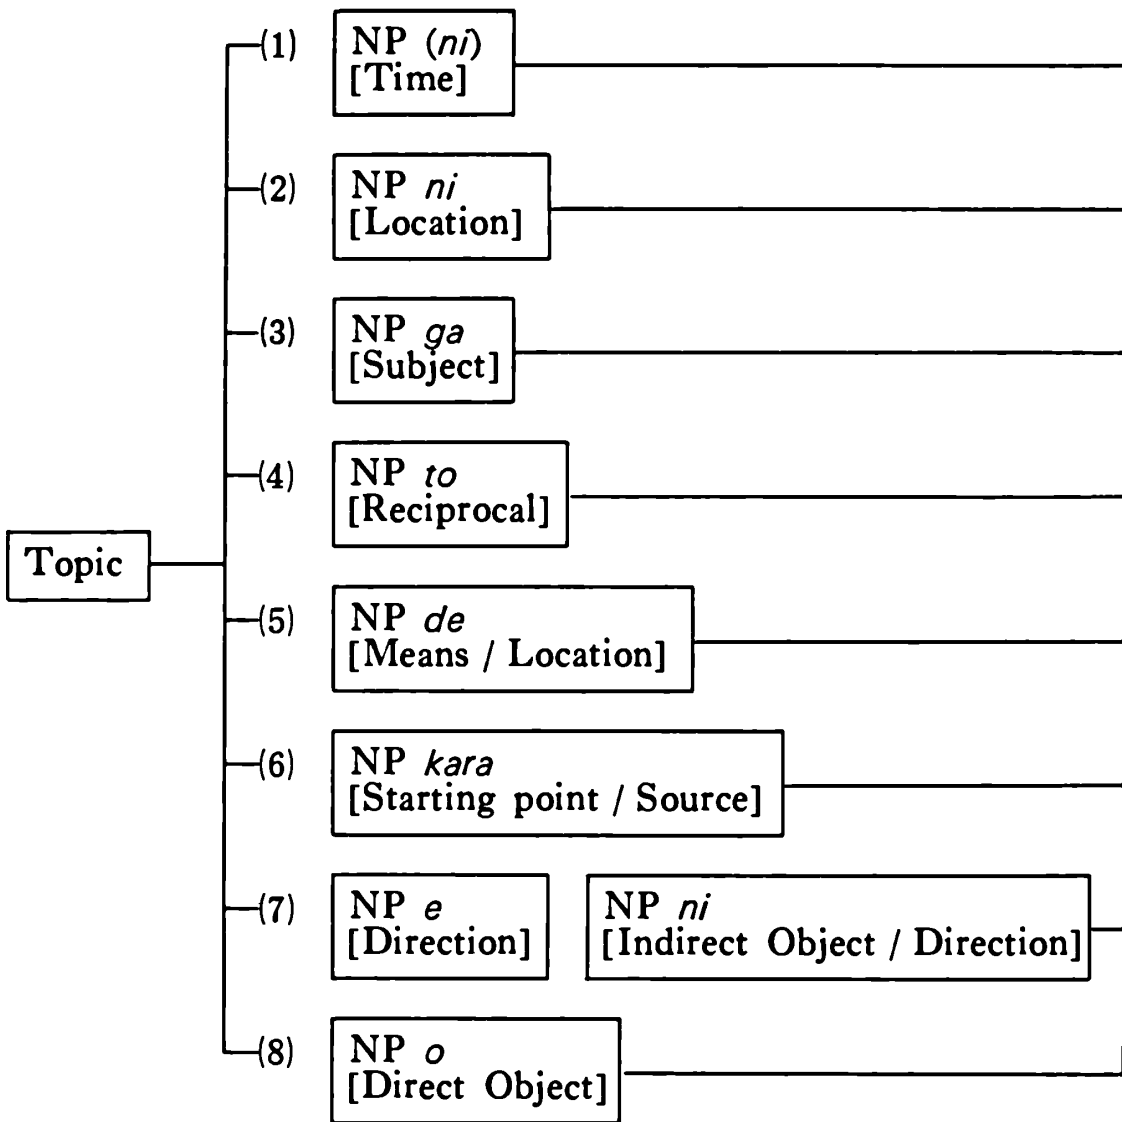 (1) NP (ni)
[Time]
(2) NP ni
[Location]
(3) NP ga
[Subject]
(4) NP to
[Reciprocal]
Topic
(5) NP de
[Means / Location]
(6) NP kara
[Starting point / Source]
(7) NP e
[Direction]
NP ni
[Indirect Object / Direction]
(8) NP o
[Direct Object]